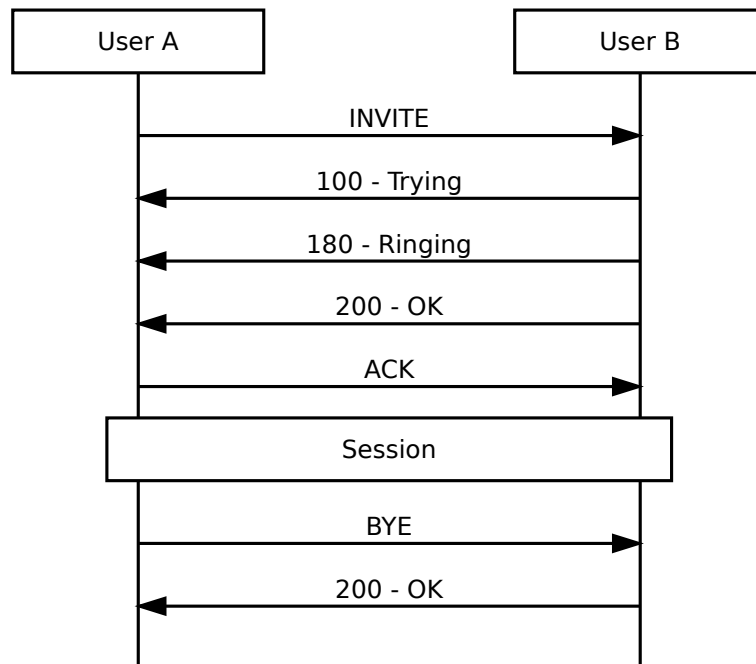 User A
User B
INVITE
100 - Trying
180 - Ringing
200 - OK
ACK
Session
BYE
200 - OK